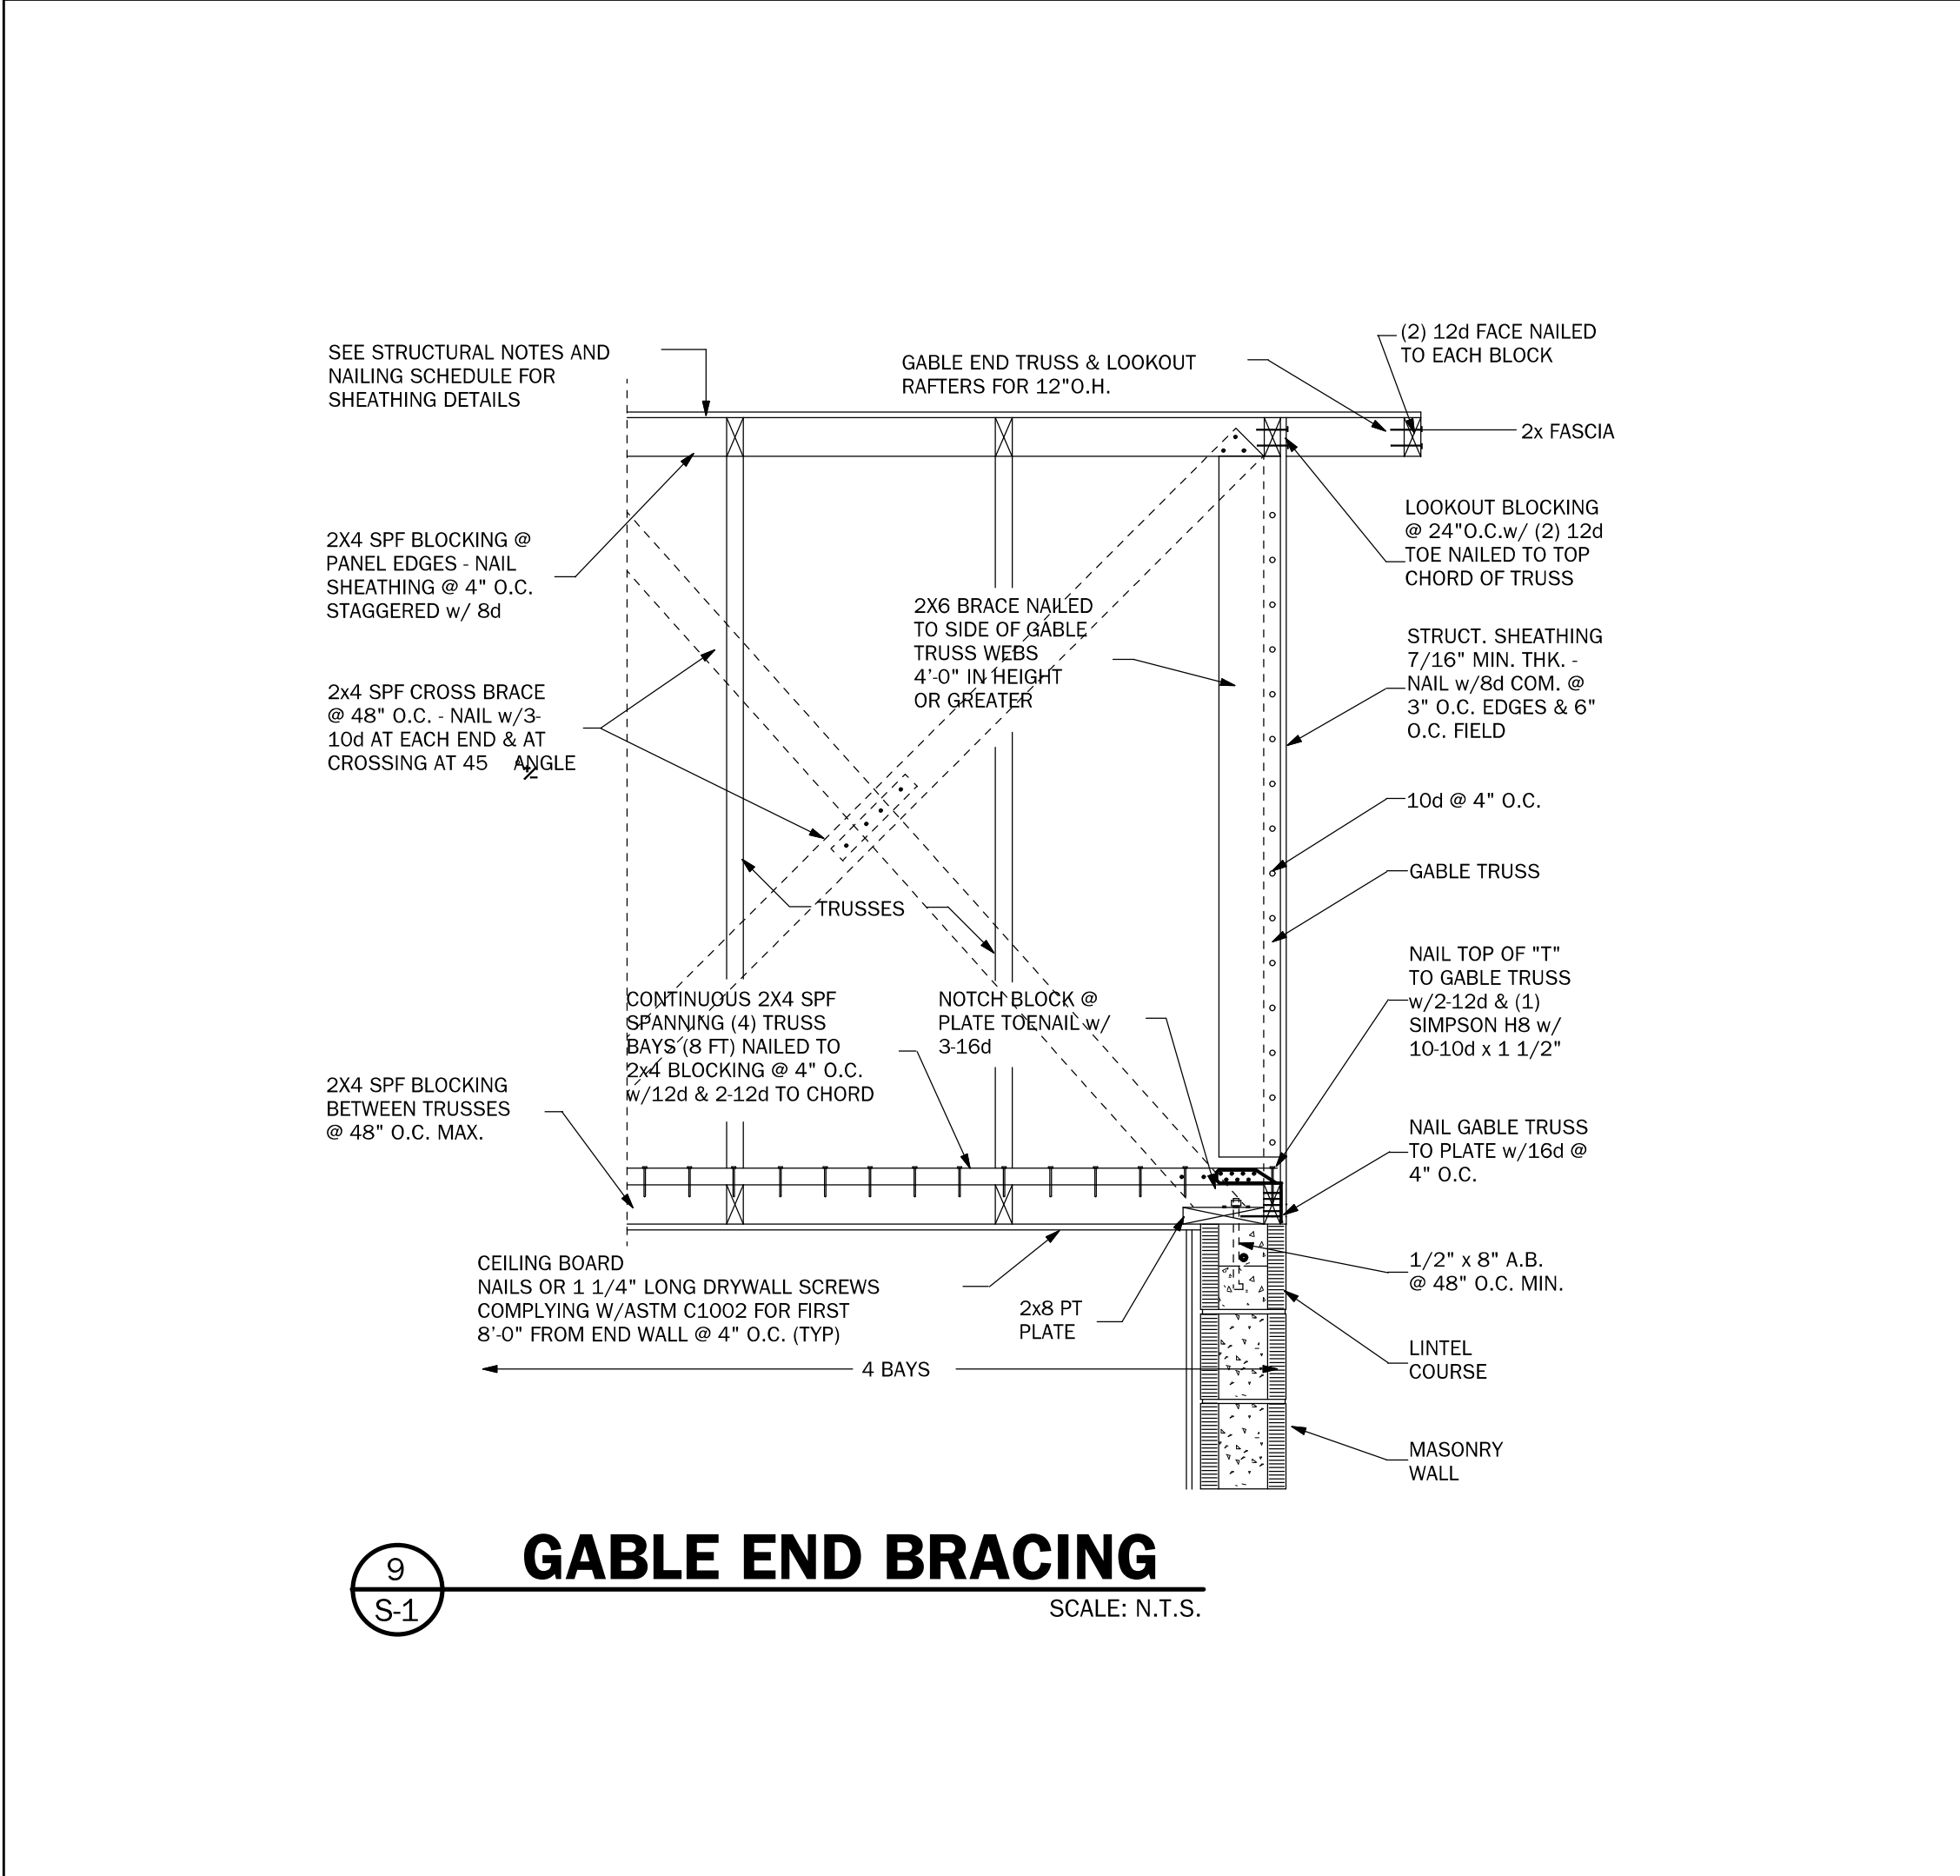 SEE STRUCTURAL NOTES AND
NAILING SCHEDULE FOR
SHEATHING DETAILS
GABLE END TRUSS & LOOKOUT
RAFTERS FOR 12"O.H.
(2) 12d FACE NAILED
TO EACH BLOCK
2x FASCIA
2X4 SPF BLOCKING @
PANEL EDGES - NAIL
SHEATHING @ 4" O.C.
STAGGERED w/ 8d
LOOKOUT BLOCKING
@ 24"O.C.w/ (2) 12d
TOE NAILED TO TOP
CHORD OF TRUSS
2X6 BRACE NAILED
TO SIDE OF GABLE
TRUSS WEBS
4'-0" IN HEIGHT
OR GREATER
STRUCT. SHEATHING
7/16" MIN. THK. -
NAIL w/8d COM. @
3" O.C. EDGES & 6"
O.C. FIELD
2x4 SPF CROSS BRACE
@ 48" O.C. - NAIL w/3-
10d AT EACH END & AT
CROSSING AT 45 ANGLE
10d @ 4" O.C.
GABLE TRUSS
TRUSSES
NAIL TOP OF "T"
TO GABLE TRUSS
w/2-12d & (1)
SIMPSON H8 w/
10-10d x 1 1/2"
CONTINUOUS 2X4 SPF
SPANNING (4) TRUSS
BAYS (8 FT) NAILED TO
2x4 BLOCKING @ 4" O.C.
w/12d & 2-12d TO CHORD
NOTCH BLOCK @
PLATE TOENAIL w/
3-16d
2X4 SPF BLOCKING
BETWEEN TRUSSES
@ 48" O.C. MAX.
NAIL GABLE TRUSS
TO PLATE w/16d @
4" O.C.
CEILING BOARD
NAILS OR 1 1/4" LONG DRYWALL SCREWS
COMPLYING W/ASTM C1002 FOR FIRST
8'-0" FROM END WALL @ 4" O.C. (TYP)
2x8 PT
PLATE
1/2" x 8" A.B.
@ 48" O.C. MIN.
4 BAYS
LINTEL
COURSE
MASONRY
WALL
9
S-1
GABLE END BRACING
SCALE: N.T.S.